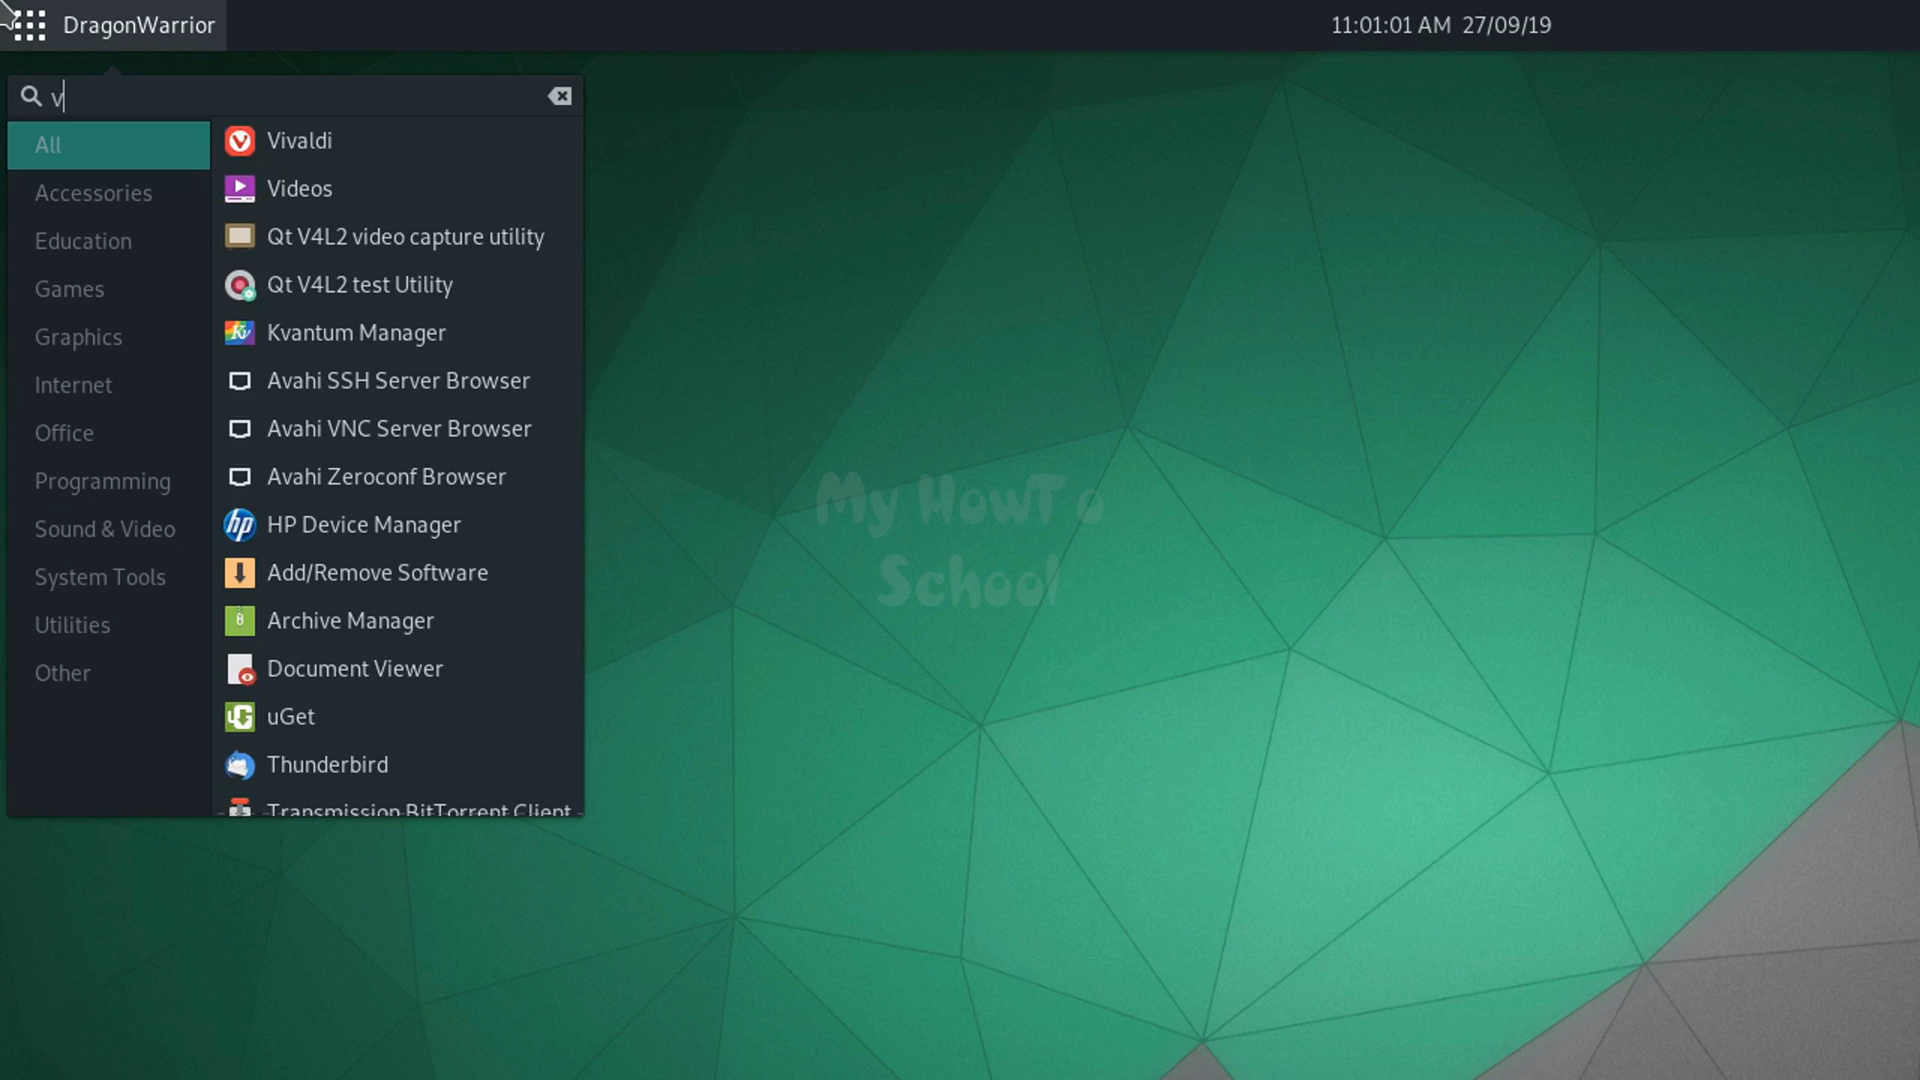 DragonWarrior
11:01:01 AM 27/09/19
v
All
Accessories
Education
Games
Graphics
Internet
Office
Programming
Sound & Video
System Tools
Utilities
Other
Vivaldi
Videos
Qt V4L2 video capture utility
Qt V4L2 test Utility
Kvantum Manager
Avahi SSH Server Browser
Avahi VNC Server Browser
Avahi Zeroconf Browser
HP Device Manager
Add/Remove Software
Archive Manager
Document Viewer
uGet
Thunderbird
Transmission BitTorrent Client
Kv
hp
My HowTo
School